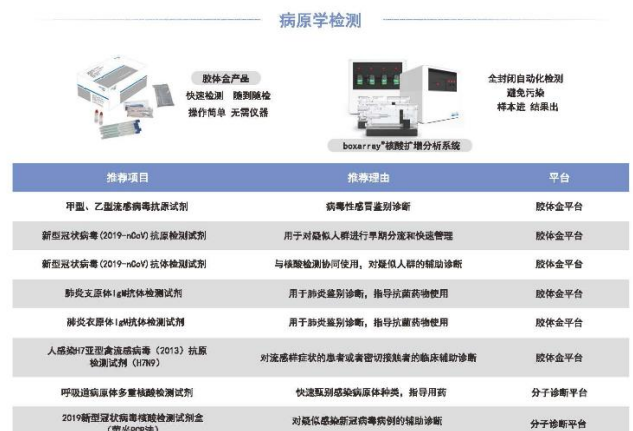 病原学检测
胶体金产品
快速检测 随到随检
操作简单 无需仪器
boxarray®核酸扩增分析系统
全封闭自动化检测
避免污染
样本进 结果出
推荐项目 推荐理由 平台
甲型、乙型流感病毒抗原试剂 病毒性感冒鉴别诊断 胶体金平台
新型冠状病毒(2019-nCoV)抗原检测试剂 用于对疑似人群进行早期分流和快速管理 胶体金平台
新型冠状病毒(2019-nCoV)抗体检测试剂 与核酸检测协同使用，对疑似人群的辅助诊断 胶体金平台
肺炎支原体IgM抗体检测试剂 用于肺炎鉴别诊断，指导抗菌药物使用 胶体金平台
肺炎衣原体IgM抗体检测试剂 用于肺炎鉴别诊断，指导抗菌药物使用 胶体金平台
人感染H7亚型禽流感病毒（2013）抗原
检测试剂（H7N9） 对流感样症状的患者或者密切接触者的临床辅助诊断 胶体金平台
呼吸道病原体多重核酸检测试剂 快速甄别感染病原体种类，指导用药 分子诊断平台
2019新型冠状病毒核酸检测试剂盒
（荧光PCR法） 对疑似感染新冠病毒病例的辅助诊断 分子诊断平台